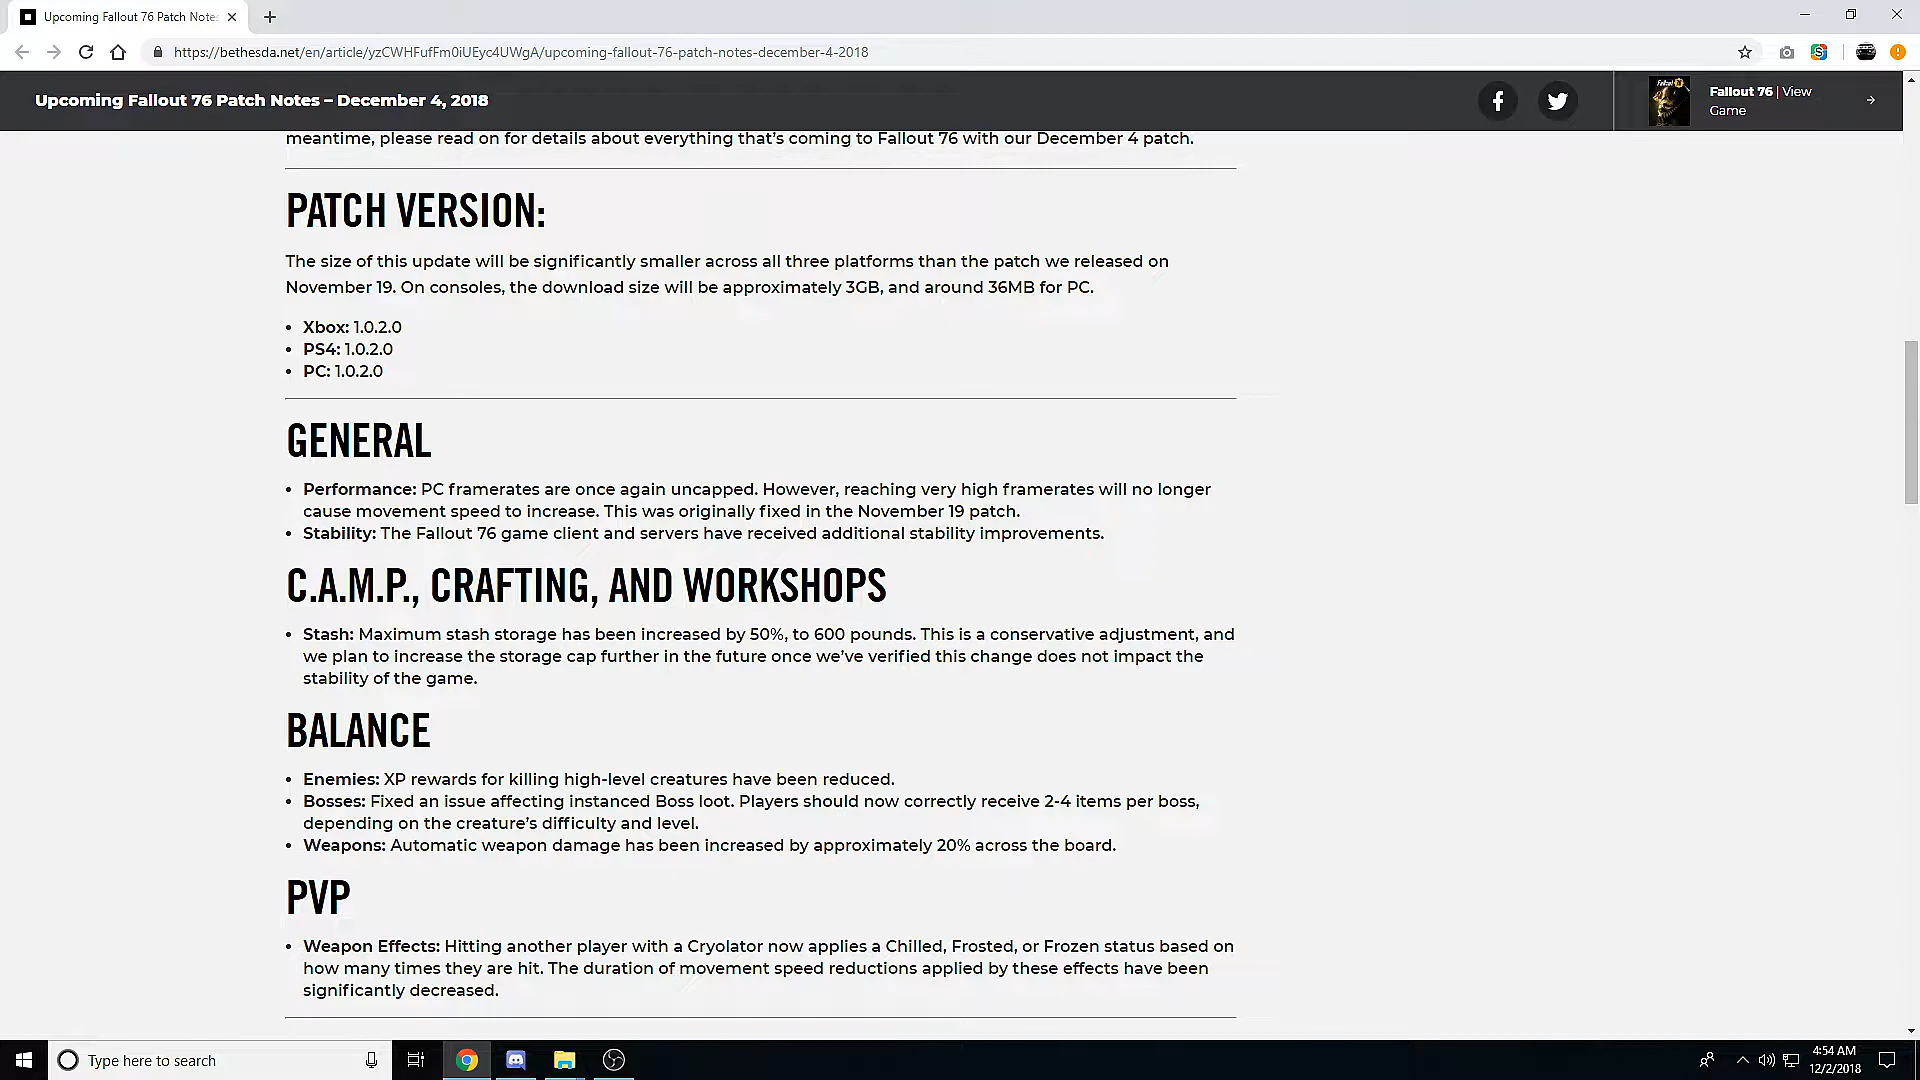 Upcoming Fallout 76 Patch Note
https://bethesda.net/en/article/yzCWHFufFm0iUEyc4UWgA/upcoming-fallout-76-patch-notes-december-4-2018
Upcoming Fallout 76 Patch Notes – December 4, 2018
Fallout 76 | View
Game
meantime, please read on for details about everything that’s coming to Fallout 76 with our December 4 patch.
PATCH VERSION:
The size of this update will be significantly smaller across all three platforms than the patch we released on
November 19. On consoles, the download size will be approximately 3GB, and around 36MB for PC.
• Xbox: 1.0.2.0
• PS4: 1.0.2.0
• PC: 1.0.2.0
GENERAL
• Performance: PC framerates are once again uncapped. However, reaching very high framerates will no longer
cause movement speed to increase. This was originally fixed in the November 19 patch.
• Stability: The Fallout 76 game client and servers have received additional stability improvements.
C.A.M.P., CRAFTING, AND WORKSHOPS
• Stash: Maximum stash storage has been increased by 50%, to 600 pounds. This is a conservative adjustment, and
we plan to increase the storage cap further in the future once we’ve verified this change does not impact the
stability of the game.
BALANCE
• Enemies: XP rewards for killing high-level creatures have been reduced.
• Bosses: Fixed an issue affecting instanced Boss loot. Players should now correctly receive 2-4 items per boss,
depending on the creature’s difficulty and level.
• Weapons: Automatic weapon damage has been increased by approximately 20% across the board.
PVP
• Weapon Effects: Hitting another player with a Cryolator now applies a Chilled, Frosted, or Frozen status based on
how many times they are hit. The duration of movement speed reductions applied by these effects have been
significantly decreased.
Type here to search
4:54 AM
12/2/2018